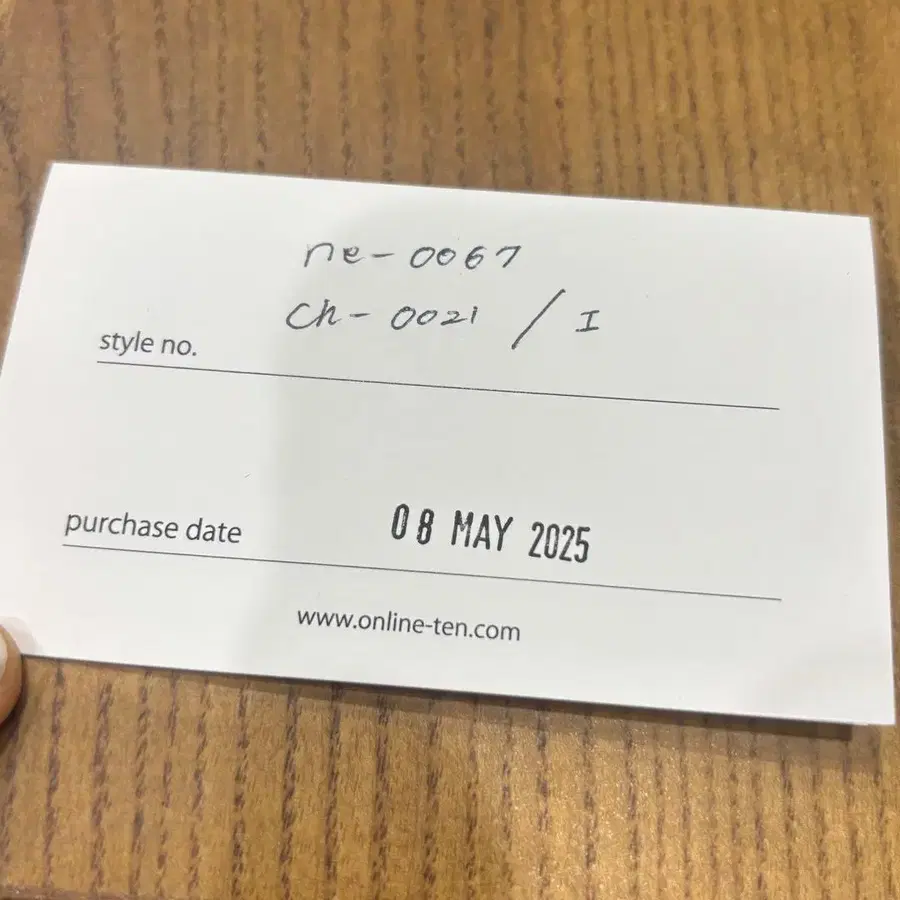 ne-0067
ch-0021 / I
style no.
purchase date 08 MAY 2025
www.online-ten.com